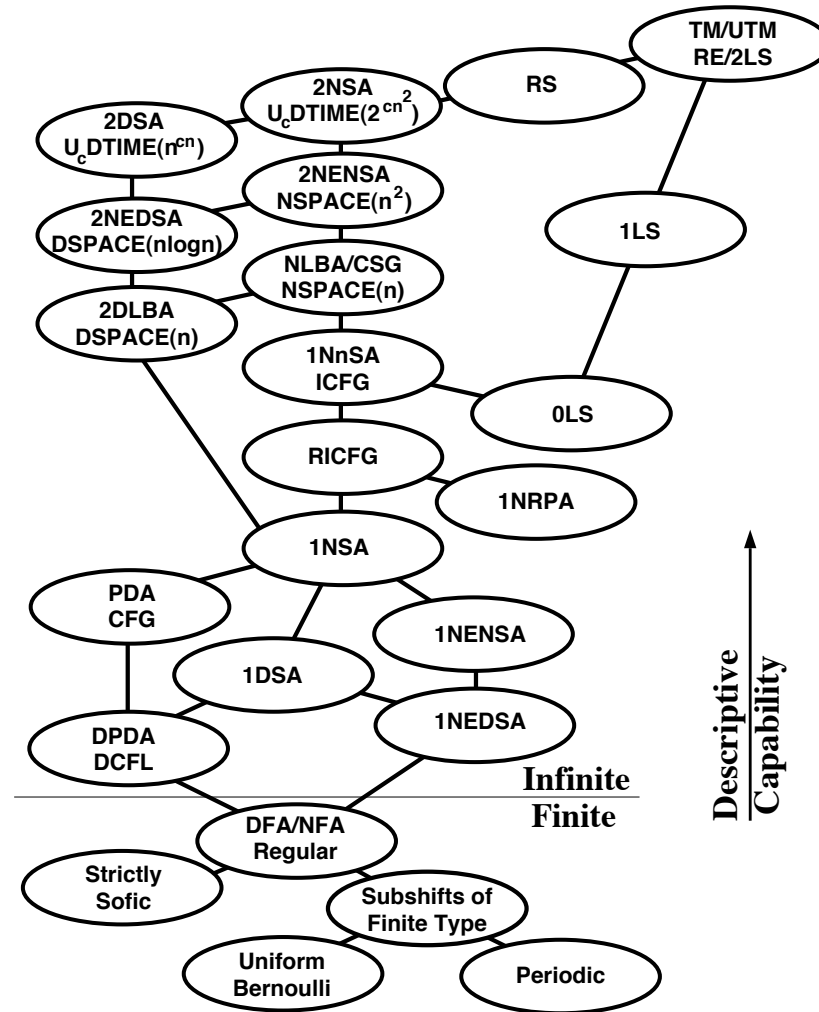 TM/UTM
RE/2LS
RS
2NSA
U_cDTIME(2^{cn^2})
2DSA
U_cDTIME(n^{cn})
2NENSA
NSPACE(n^2)
2NEDSA
DSPACE(nlogn)
1LS
NLBA/CSG
NSPACE(n)
2DLBA
DSPACE(n)
1NnSA
ICFG
0LS
RICFG
1NRPA
1NSA
PDA
CFG
1NENSA
1DSA
1NEDSA
DPDA
DCFL
Infinite
Finite
Descriptive
Capability
DFA/NFA
Regular
Strictly
Sofic
Subshifts of
Finite Type
Uniform
Bernoulli
Periodic